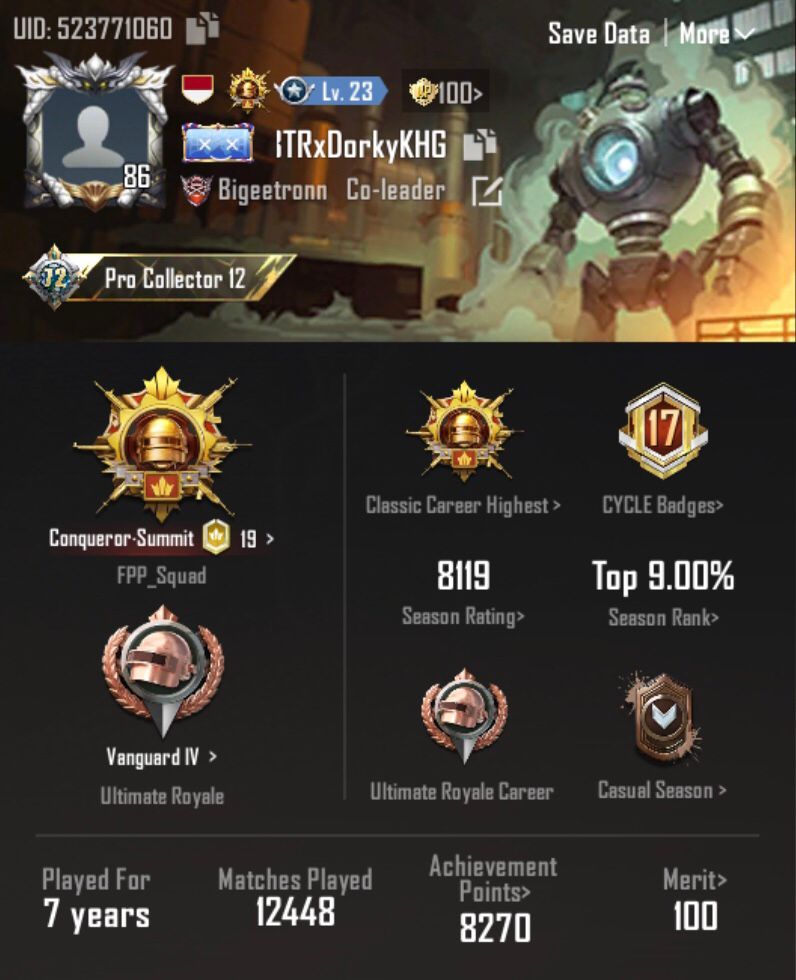 UID: 523771060
Save Data | More
Lv. 23
100>
86
TRxDorkyKHG
Bigeetronn Co-leader
12
Pro Collector 12
17
Classic Career Highest >
CYCLE Badges>
Conqueror·Summit 19 >
FPP_Squad
8119
Top 9.00%
Season Rating>
Season Rank>
Vanguard IV >
Ultimate Royale
Ultimate Royale Career
Casual Season >
Played For
7 years
Matches Played
12448
Achievement
Points>
8270
Merit>
100